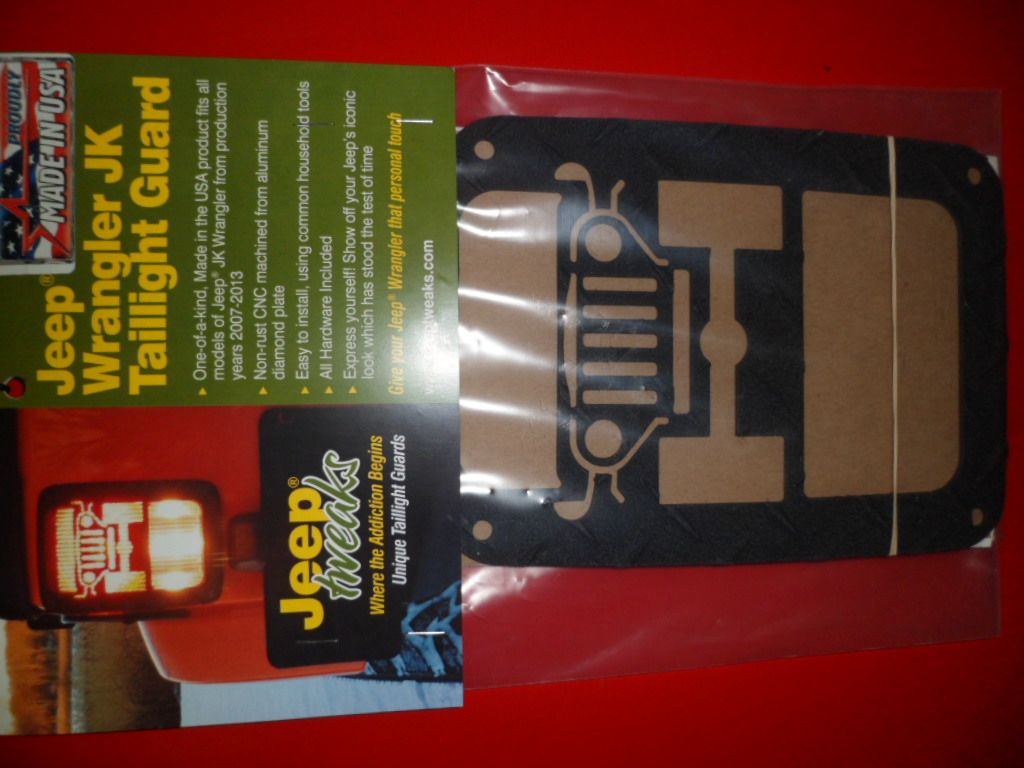 PROUDLY
MADE IN USA
Jeep®
Wrangler JK
Taillight Guard
▸ One-of-a-kind. Made in the USA product fits all
models of Jeep® JK Wrangler from production
years 2007-2013
▸ Non-rust CNC machined from aluminum
diamond plate
▸ Easy to install, using common household tools
▸ All Hardware Included
▸ Express yourself! Show off your Jeep's iconic
look which has stood the test of time
Give your Jeep® Wrangler that personal touch
Jeep®
tweaks
Where the Addiction Begins
Unique Taillight Guards